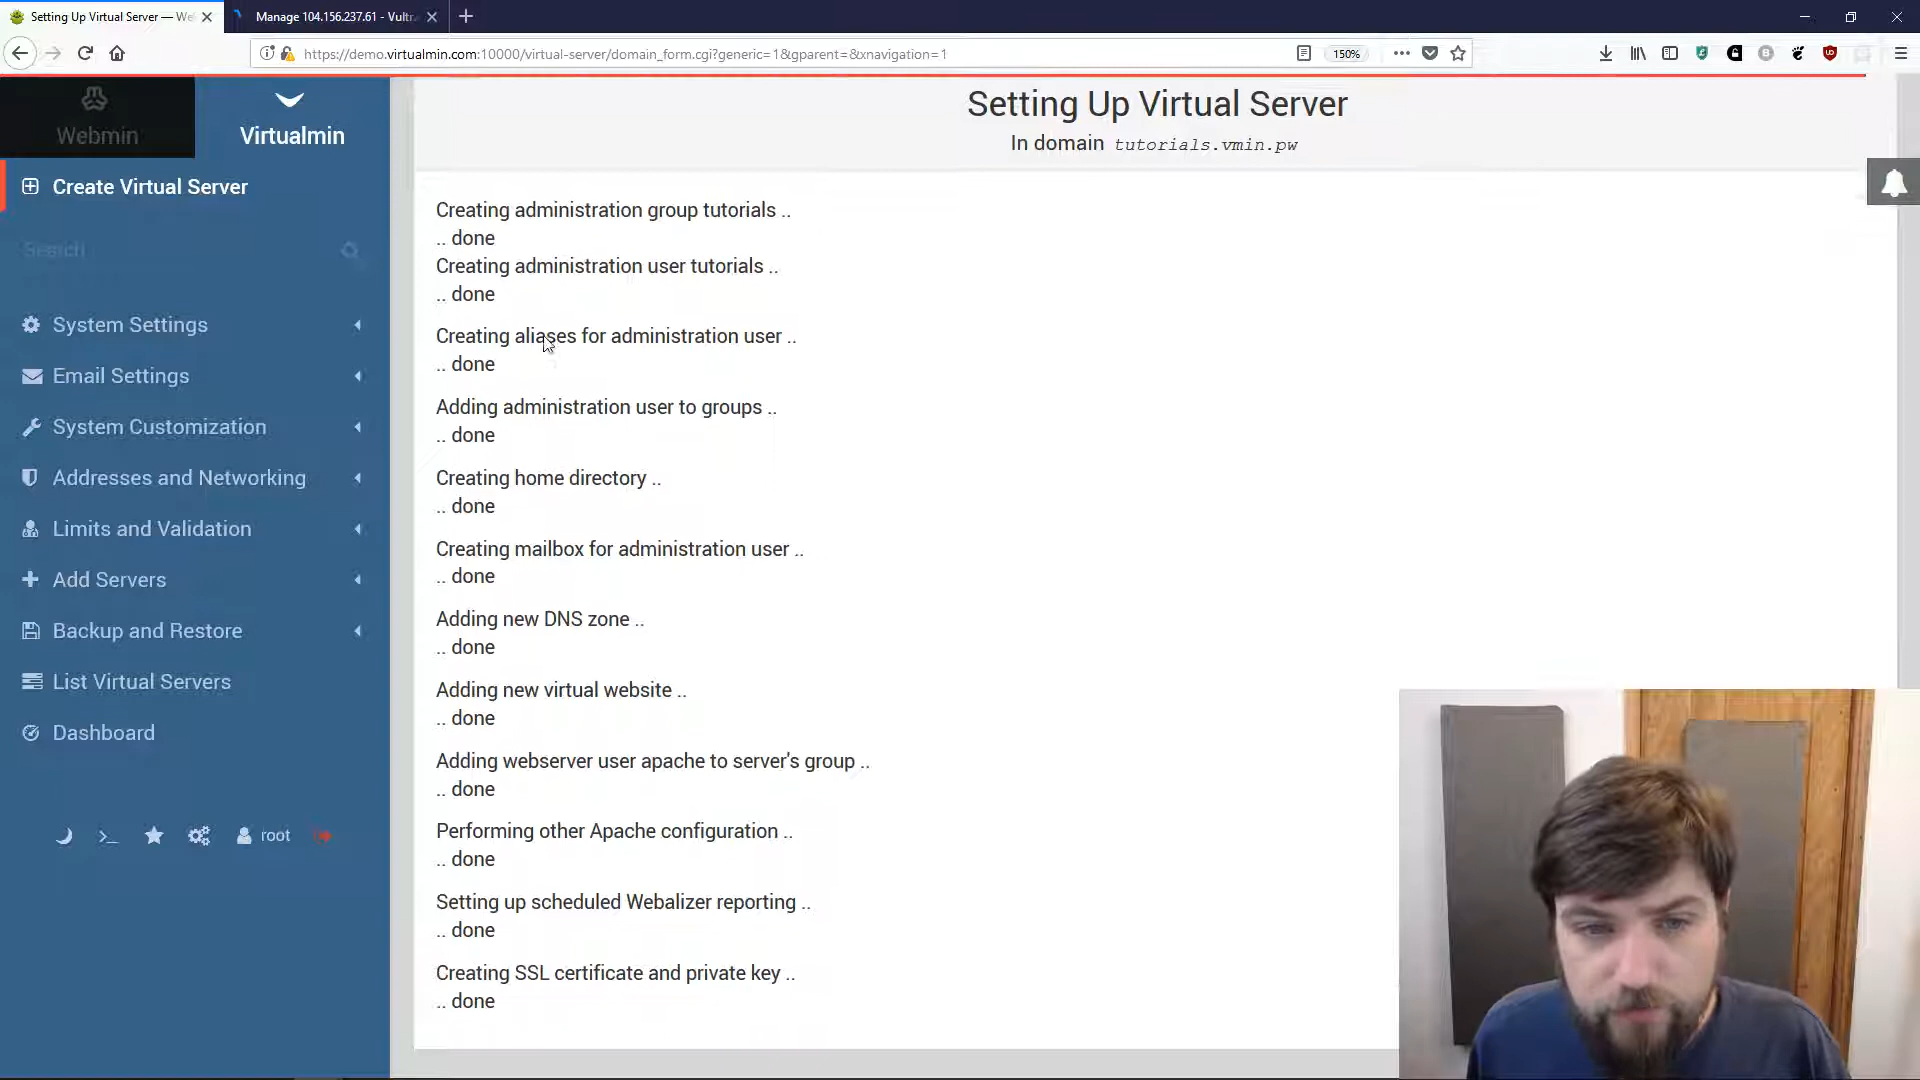 Setting Up Virtual Server — We
Manage 104.156.237.61 - Vultr
https://demo.virtualmin.com:10000/virtual-server/domain_form.cgi?generic=1&gparent=&xnavigation=1
150%
Webmin
Virtualmin
Create Virtual Server
Search
System Settings
Email Settings
System Customization
Addresses and Networking
Limits and Validation
Add Servers
Backup and Restore
List Virtual Servers
Dashboard
root
Setting Up Virtual Server
In domain tutorials.vmin.pw
Creating administration group tutorials ..
.. done
Creating administration user tutorials ..
.. done
Creating aliases for administration user ..
.. done
Adding administration user to groups ..
.. done
Creating home directory ..
.. done
Creating mailbox for administration user ..
.. done
Adding new DNS zone ..
.. done
Adding new virtual website ..
.. done
Adding webserver user apache to server's group ..
.. done
Performing other Apache configuration ..
.. done
Setting up scheduled Webalizer reporting ..
.. done
Creating SSL certificate and private key ..
.. done